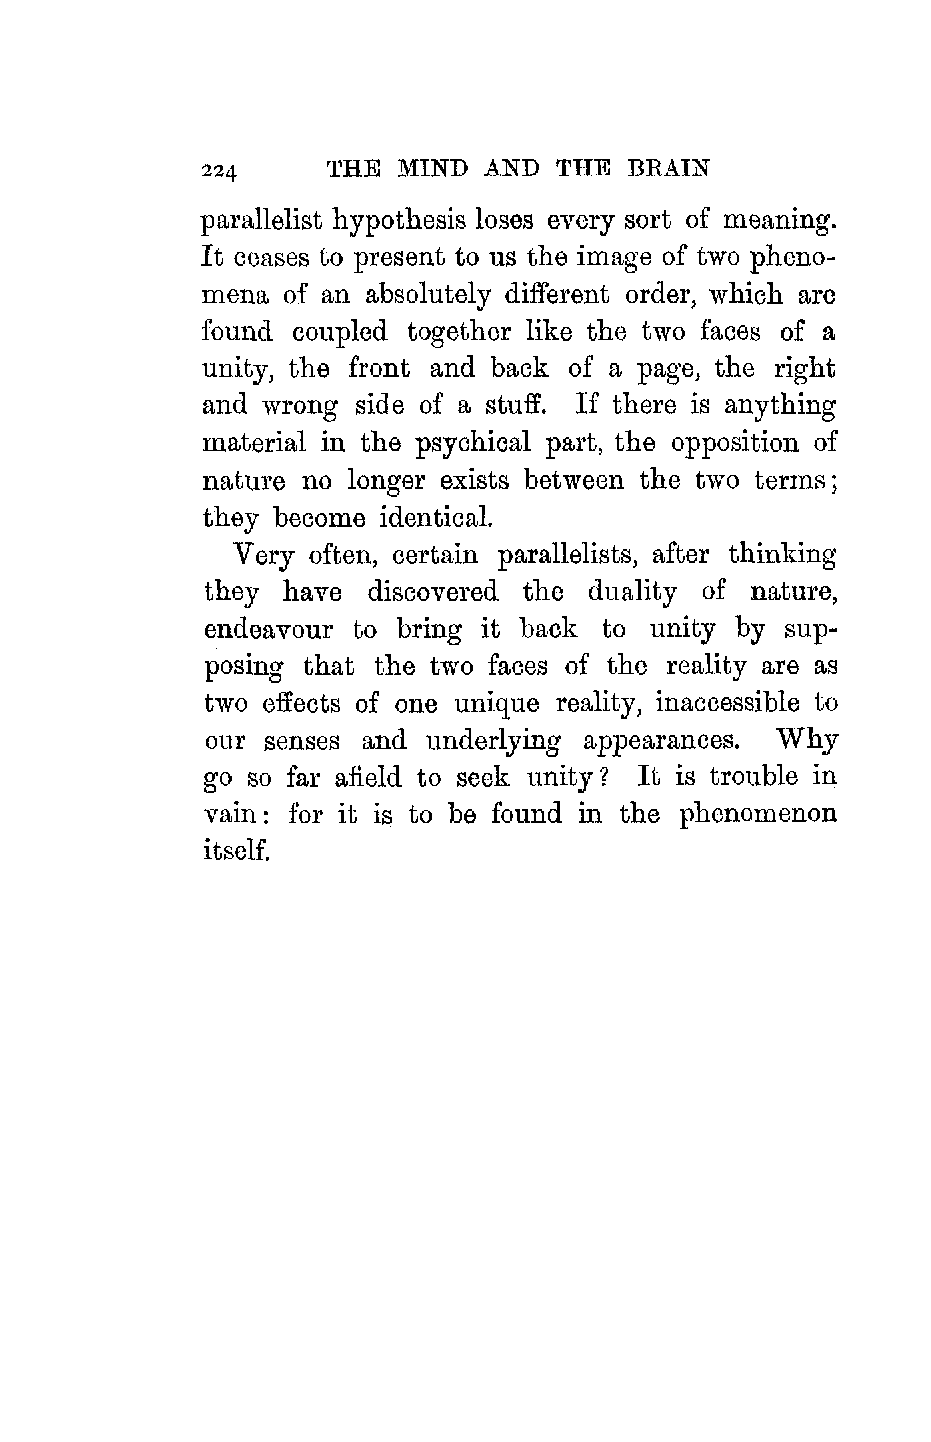 224 THE MIND AND THE BRAIN
parallelist hypothesis loses every sort of meaning.
It ceases to present to us the image of two pheno-
mena of an absolutely different order, which are
found coupled together like the two faces of a
unity, the front and back of a page, the right
and wrong side of a stuff. If there is anything
material in the psychical part, the opposition of
nature no longer exists between the two terms;
they become identical.
Very often, certain parallelists, after thinking
they have discovered the duality of nature,
endeavour to bring it back to unity by sup-
posing that the two faces of the reality are as
two effects of one unique reality, inaccessible to
our senses and underlying appearances. Why
go so far afield to seek unity? It is trouble in
vain: for it is to be found in the phenomenon
itself.